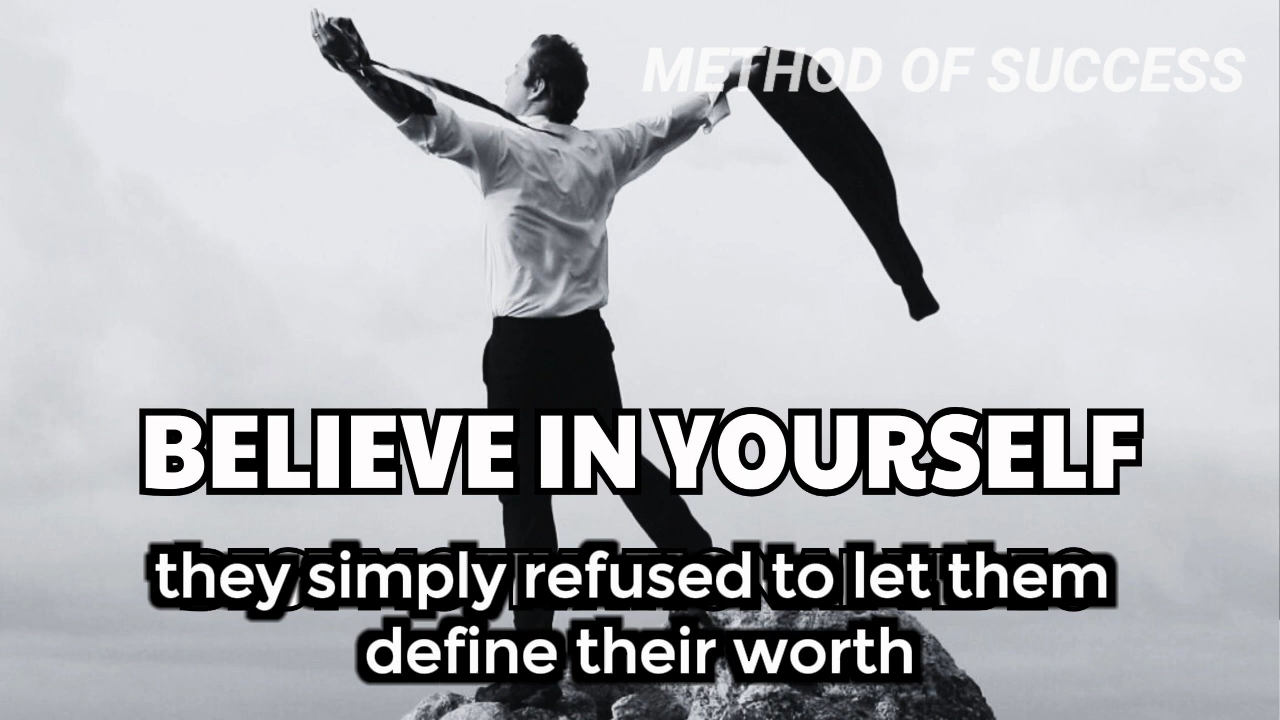 METHOD OF SUCCESS
BELIEVE IN YOURSELF
they simply refused to let them
define their worth